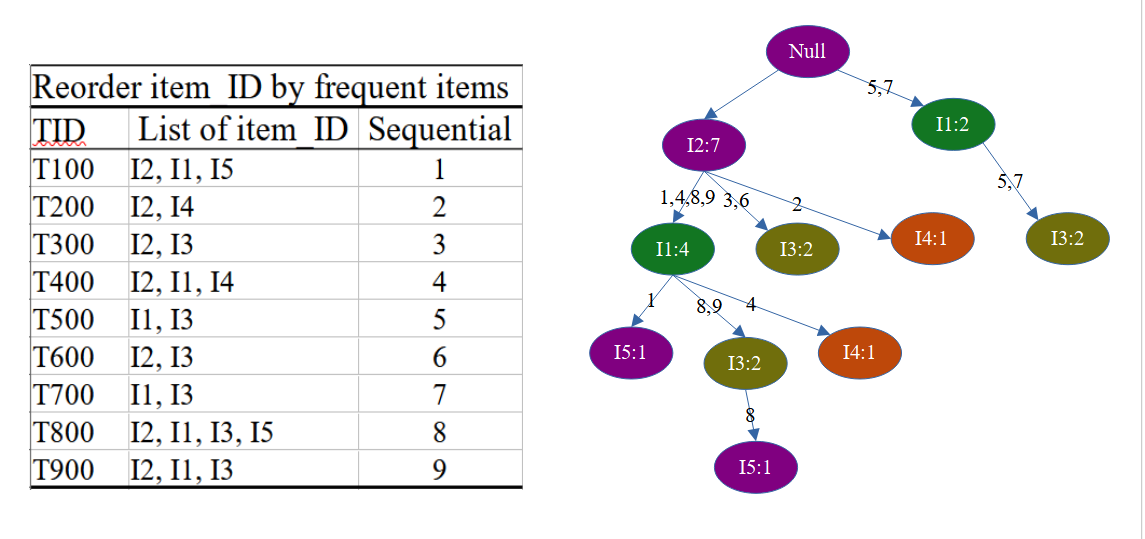 Reorder item_ID by frequent items
TID List of item_ID Sequential
T100 I2, I1, I5 1
T200 I2, I4 2
T300 I2, I3 3
T400 I2, I1, I4 4
T500 I1, I3 5
T600 I2, I3 6
T700 I1, I3 7
T800 I2, I1, I3, I5 8
T900 I2, I1, I3 9
Null
5,7
I1:2
I2:7
5,7
1,4,8,9 3,6 2
I1:4 I3:2 I4:1 I3:2
1 8,9 4
I5:1 I3:2 I4:1
8
I5:1